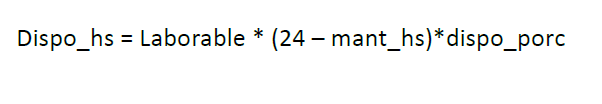 Dispo_hs = Laborable * (24 – mant_hs)*dispo_porc